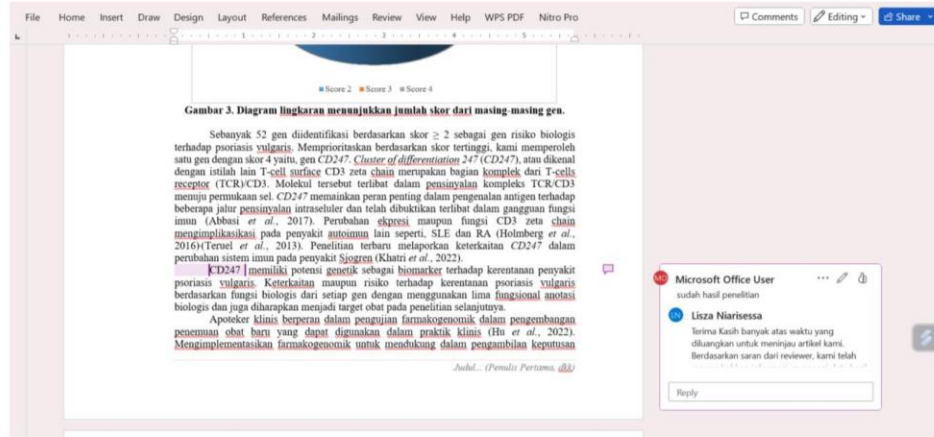 File Home Insert Draw Design Layout References Mailings Review View Help WPS PDF Nitro Pro
Comments Editing Share
Score 2 Score 3 Score 4
Gambar 3. Diagram lingkaran menunjukkan jumlah skor dari masing-masing gen.
Sebanyak 52 gen diidentifikasi berdasarkan skor ≥ 2 sebagai gen risiko biologis
terhadap psoriasis vulgaris. Memprioritaskan berdasarkan skor tertinggi, kami memperoleh
satu gen dengan skor 4 yaitu, gen CD247. Cluster of differentiation 247 (CD247), atau dikenal
dengan istilah lain T-cell surface CD3 zeta chain merupakan bagian komplek dari T-cells
receptor (TCR)/CD3. Molekul tersebut terlibat dalam pensinyalan kompleks TCR/CD3
menuju permukaan sel. CD247 memainkan peran penting dalam pengenalan antigen terhadap
beberapa jalur pensinyalan intraseluler dan telah dibuktikan terlibat dalam gangguan fungsi
imun (Abbasi et al., 2017). Perubahan ekpresi maupun fungsi CD3 zeta chain
mengimplikasikasi pada penyakit autoimun lain seperti, SLE dan RA (Holmberg et al.,
2016)(Teruel et al., 2013). Penelitian terbaru melaporkan keterkaitan CD247 dalam
perubahan sistem imun pada penyakit Sjogren (Khatri et al., 2022).
CD247 memiliki potensi genetik sebagai biomarker terhadap kerentanan penyakit
psoriasis vulgaris. Keterkaitan maupun risiko terhadap kerentanan psoriasis vulgaris
berdasarkan fungsi biologis dari setiap gen dengan menggunakan lima fungsional anotasi
biologis dan juga diharapkan menjadi target obat pada penelitian selanjutnya.
Apoteker klinis berperan dalam pengujian farmakogenomik dalam pengembangan
penemuan obat baru yang dapat digunakan dalam praktik klinis (Hu et al., 2022).
Mengimplementasikan farmakogenomik untuk mendukung dalam pengambilan keputusan
Judul... (Penulis Pertama, dkk)
MO Microsoft Office User
sudah hasil penelitian
LN Lisza Niarisessa
Terima Kasih banyak atas waktu yang
diluangkan untuk meninjau artikel kami.
Berdasarkan saran dari reviewer, kami telah
Reply